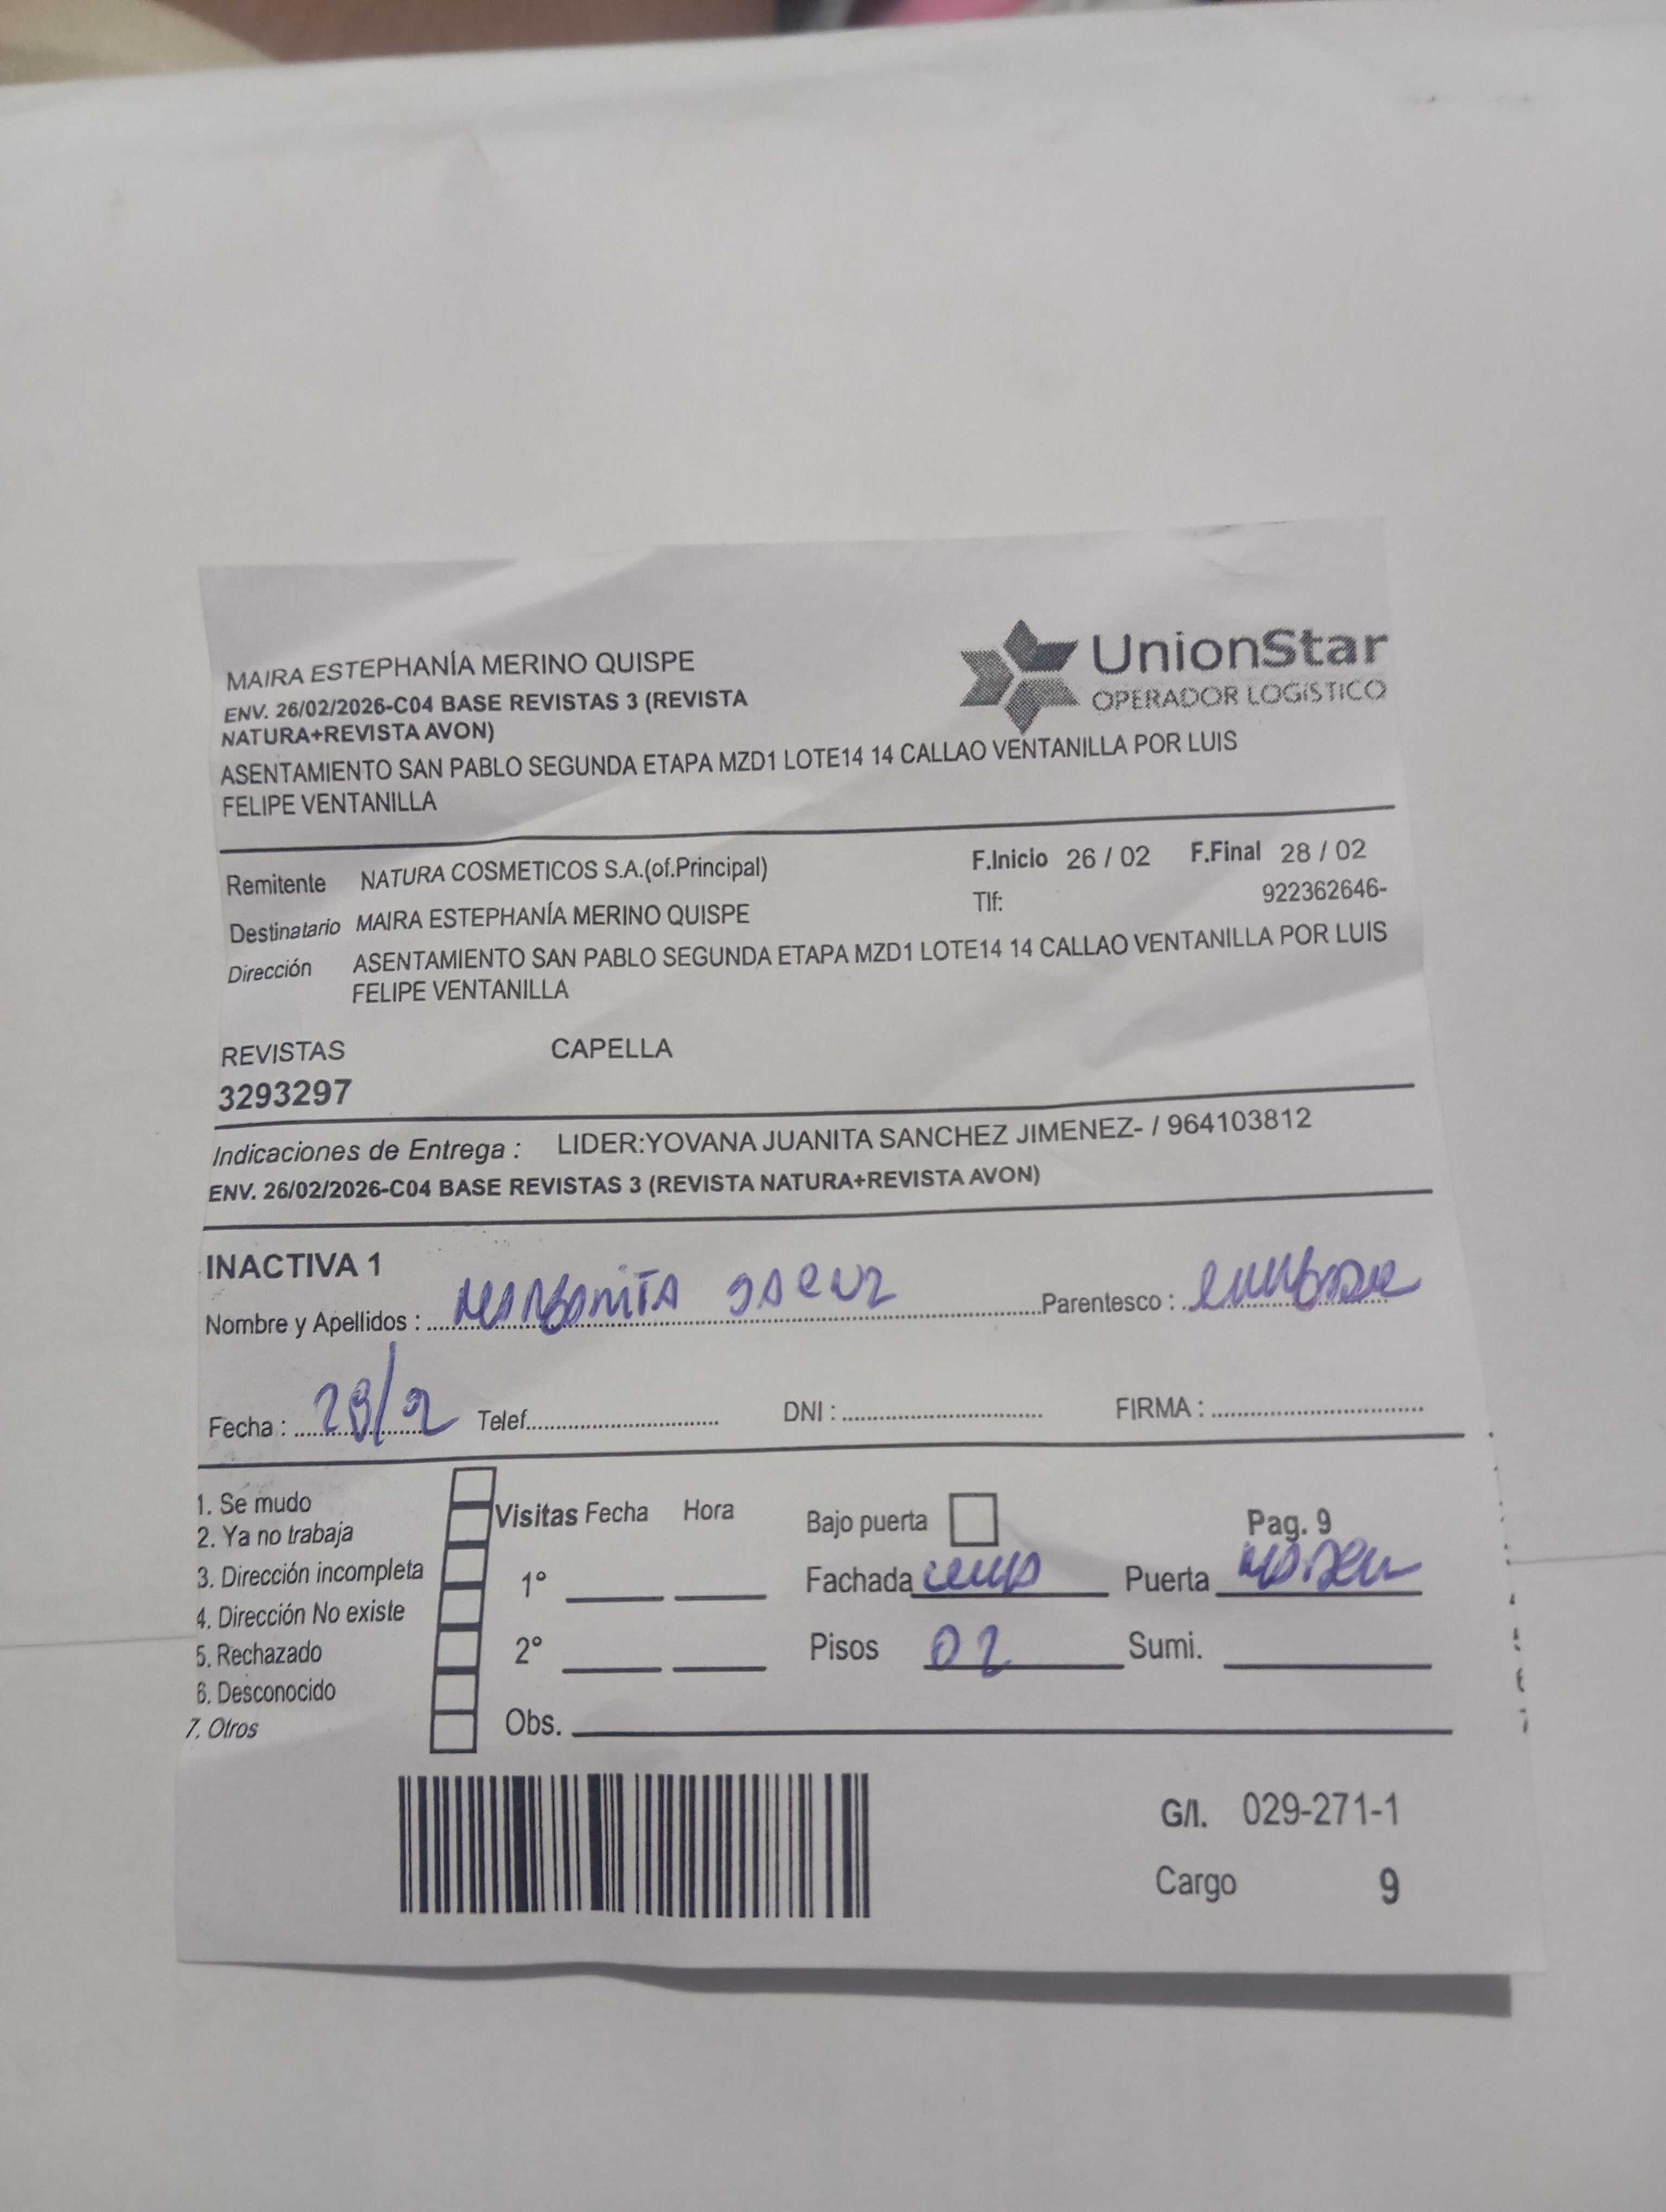 MAIRA ESTEPHANÍA MERINO QUISPE
ENV. 26/02/2026-C04 BASE REVISTAS 3 (REVISTA
NATURA+REVISTA AVON)
ASENTAMIENTO SAN PABLO SEGUNDA ETAPA MZD1 LOTE14 14 CALLAO VENTANILLA POR LUIS
FELIPE VENTANILLA
UnionStar
OPERADOR LOGÍSTICO
Remitente NATURA COSMETICOS S.A.(of.Principal) F.Inicio 26 / 02 F.Final 28 / 02
Tlf: 922362646-
Destinatario MAIRA ESTEPHANÍA MERINO QUISPE
Dirección ASENTAMIENTO SAN PABLO SEGUNDA ETAPA MZD1 LOTE14 14 CALLAO VENTANILLA POR LUIS
FELIPE VENTANILLA
REVISTAS CAPELLA
3293297
Indicaciones de Entrega : LIDER:YOVANA JUANITA SANCHEZ JIMENEZ- / 964103812
ENV. 26/02/2026-C04 BASE REVISTAS 3 (REVISTA NATURA+REVISTA AVON)
INACTIVA 1
Nombre y Apellidos : Parentesco :
Fecha : 28/2 Telef. DNI : FIRMA :
1. Se mudo
2. Ya no trabaja
3. Dirección incompleta
4. Dirección No existe
5. Rechazado
6. Desconocido
7. Otros
Visitas Fecha Hora
1°
2°
Obs.
Bajo puerta Pag. 9
Fachada Puerta
Pisos 02 Sumi.
G/I. 029-271-1
Cargo 9